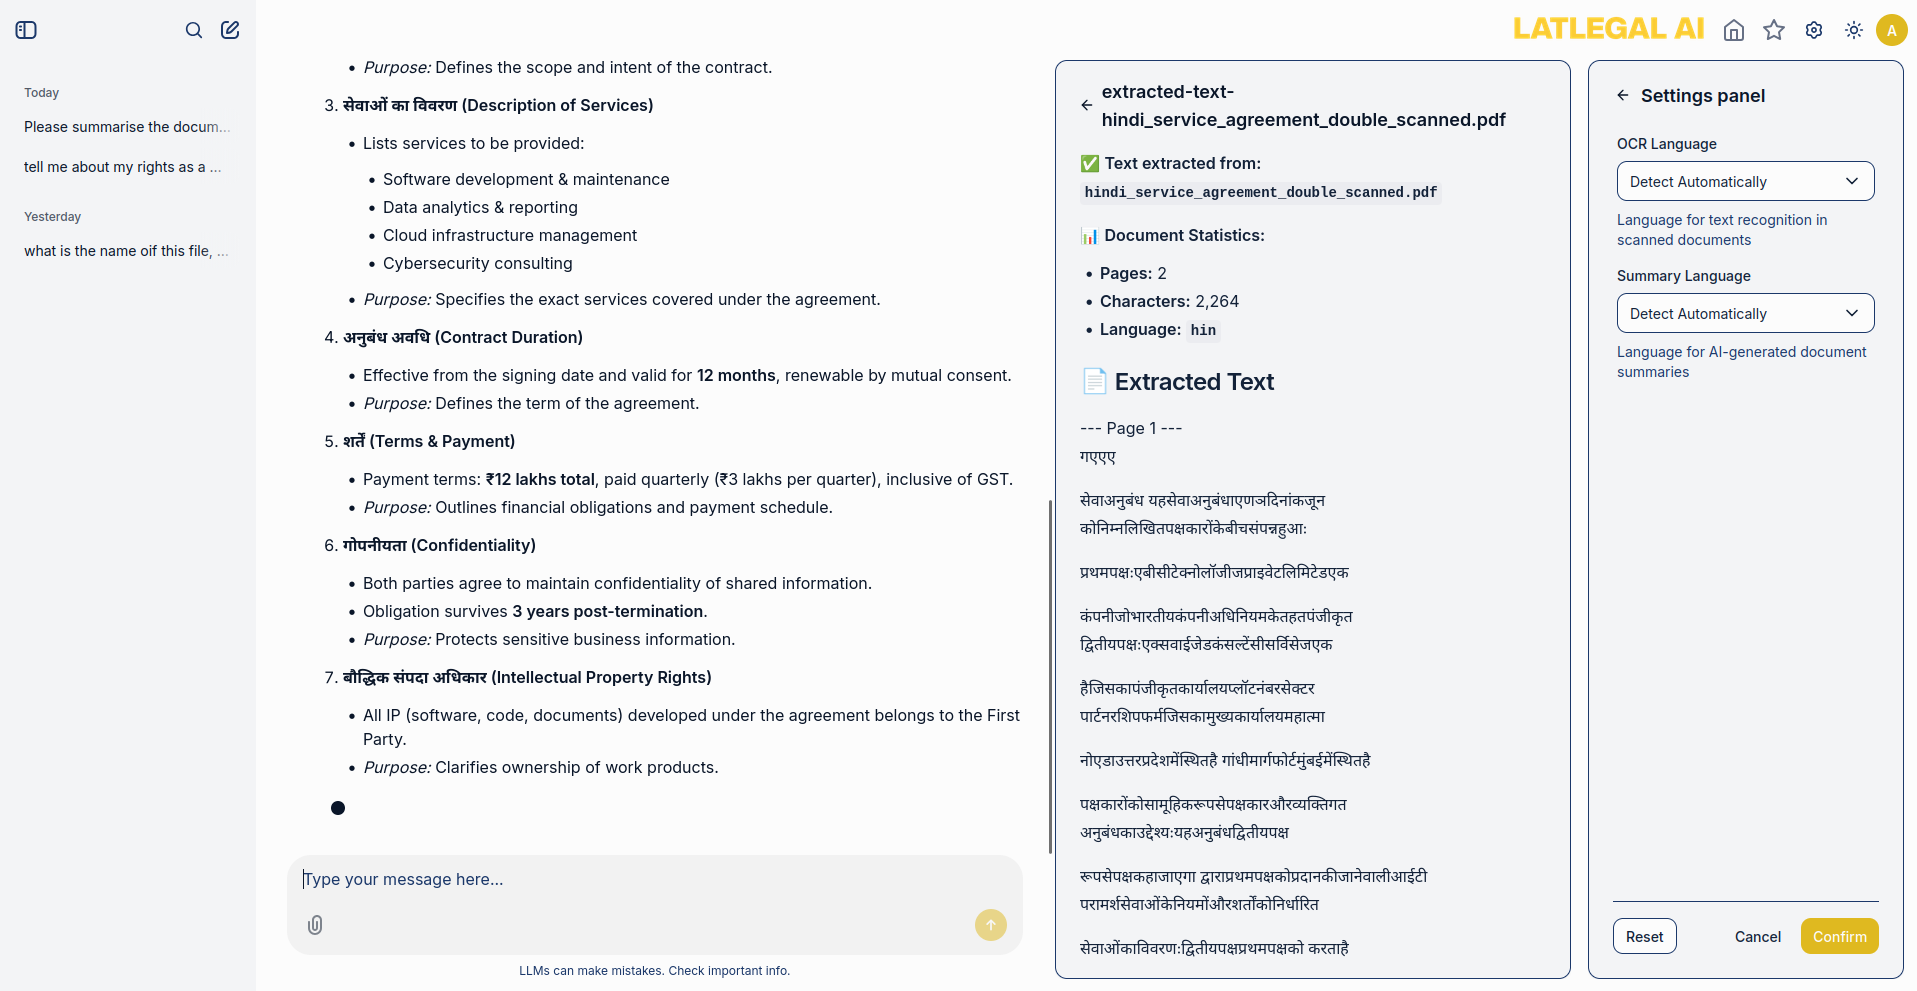 LATLEGAL AI
A
Today
Please summarise the docum...
tell me about my rights as a ...
Yesterday
what is the name oif this file, ...
• Purpose: Defines the scope and intent of the contract.
3. सेवाओं का विवरण (Description of Services)
• Lists services to be provided:
• Software development & maintenance
• Data analytics & reporting
• Cloud infrastructure management
• Cybersecurity consulting
• Purpose: Specifies the exact services covered under the agreement.
4. अनुबंध अवधि (Contract Duration)
• Effective from the signing date and valid for 12 months, renewable by mutual consent.
• Purpose: Defines the term of the agreement.
5. शर्तें (Terms & Payment)
• Payment terms: ₹12 lakhs total, paid quarterly (₹3 lakhs per quarter), inclusive of GST.
• Purpose: Outlines financial obligations and payment schedule.
6. गोपनीयता (Confidentiality)
• Both parties agree to maintain confidentiality of shared information.
• Obligation survives 3 years post-termination.
• Purpose: Protects sensitive business information.
7. बौद्धिक संपदा अधिकार (Intellectual Property Rights)
• All IP (software, code, documents) developed under the agreement belongs to the First
Party.
• Purpose: Clarifies ownership of work products.
Type your message here...
LLMs can make mistakes. Check important info.
extracted-text-
hindi_service_agreement_double_scanned.pdf
✅ Text extracted from:
hindi_service_agreement_double_scanned.pdf
📊 Document Statistics:
• Pages: 2
• Characters: 2,264
• Language: hin
📄 Extracted Text
--- Page 1 ---
गएएए
सेवाअनुबंध यहसेवाअनुबंधाएणञदिनांकजून
कोनिम्नलिखितपक्षकारोंकेबीचसंपन्नहुआः
प्रथमपक्षःएबीसीटेक्नोलॉजीजप्राइवेटलिमिटेडएक
कंपनीजोभारतीयकंपनीअधिनियमकेतहतपंजीकृत
द्वितीयपक्षःएक्सवाईजेडकंसल्टेंसीसर्विसेजएक
हैजिसकापंजीकृतकार्यालयप्लॉटनंबरसेक्टर
पार्टनरशिपफर्मजिसकामुख्यकार्यालयमहात्मा
नोएडाउत्तरप्रदेशमेंस्थितहै गांधीमार्गफोर्टमुंबईमेंस्थितहै
पक्षकारोंकोसामूहिकरूपसेपक्षकारऔरव्यक्तिगत
अनुबंधकाउद्देश्यःयहअनुबंधद्वितीयपक्ष
रूपसेपक्षकहाजाएगा द्वाराप्रथमपक्षकोप्रदानकीजानेवालीआईटी
परामर्शसेवाओंकेनियमोंऔरशर्तोंकोनिर्धारित
सेवाओंकाविवरण:द्वितीयपक्षप्रथमपक्षको करताहै
Settings panel
OCR Language
Detect Automatically
Language for text recognition in
scanned documents
Summary Language
Detect Automatically
Language for AI-generated document
summaries
Reset
Cancel
Confirm